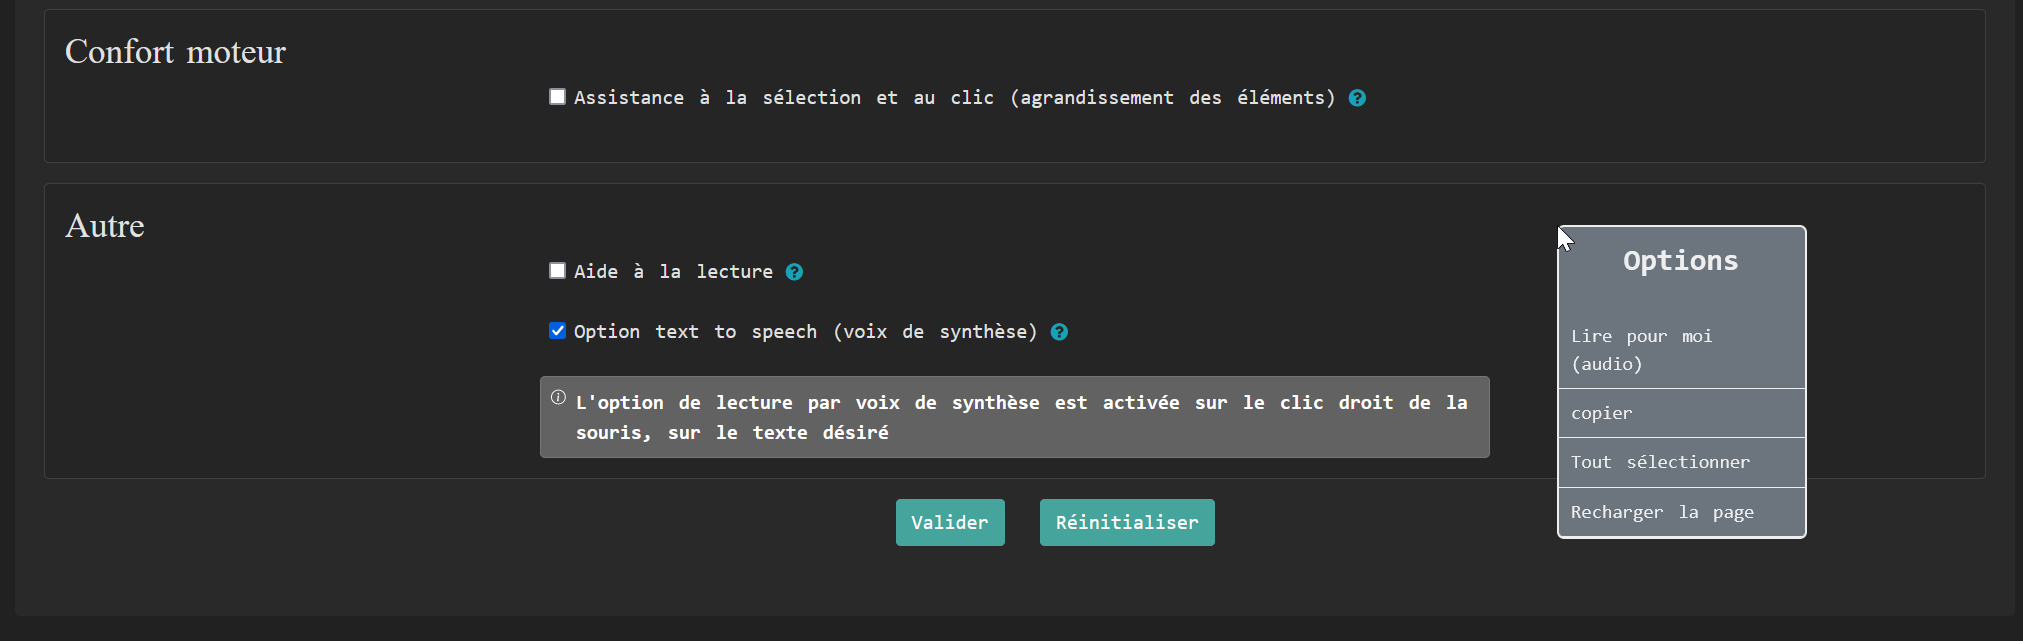 Confort moteur
Assistance à la sélection et au clic (agrandissement des éléments) ?
Autre
Aide à la lecture ?
Option text to speech (voix de synthèse) ?
L'option de lecture par voix de synthèse est activée sur le clic droit de la
souris, sur le texte désiré
Valider
Réinitialiser
Options
Lire pour moi
(audio)
copier
Tout sélectionner
Recharger la page